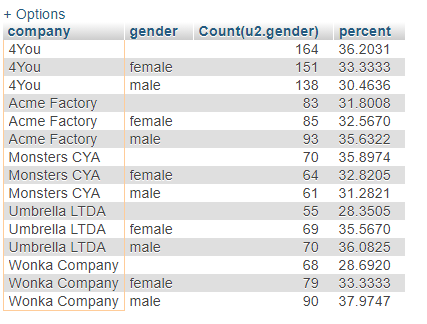 + Options
company gender Count(u2.gender) percent
4You 164 36.2031
4You female 151 33.3333
4You male 138 30.4636
Acme Factory 83 31.8008
Acme Factory female 85 32.5670
Acme Factory male 93 35.6322
Monsters CYA 70 35.8974
Monsters CYA female 64 32.8205
Monsters CYA male 61 31.2821
Umbrella LTDA 55 28.3505
Umbrella LTDA female 69 35.5670
Umbrella LTDA male 70 36.0825
Wonka Company 68 28.6920
Wonka Company female 79 33.3333
Wonka Company male 90 37.9747